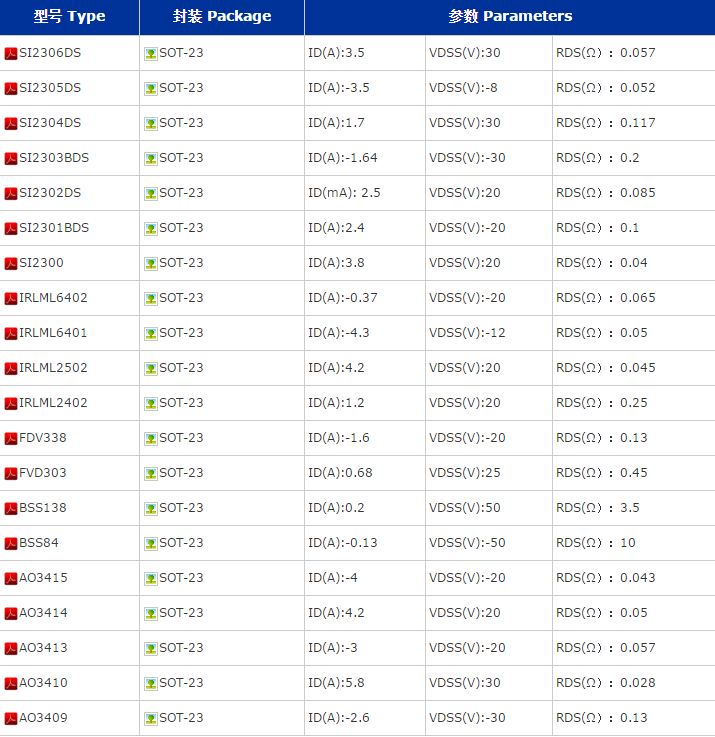 型号 Type 封装 Package 参数 Parameters
SI2306DS SOT-23 ID(A):3.5 VDSS(V):30 RDS(Ω）：0.057
SI2305DS SOT-23 ID(A):-3.5 VDSS(V):-8 RDS(Ω）：0.052
SI2304DS SOT-23 ID(A):1.7 VDSS(V):30 RDS(Ω）：0.117
SI2303BDS SOT-23 ID(A):-1.64 VDSS(V):-30 RDS(Ω）：0.2
SI2302DS SOT-23 ID(mA): 2.5 VDSS(V):20 RDS(Ω）：0.085
SI2301BDS SOT-23 ID(A):2.4 VDSS(V):-20 RDS(Ω）：0.1
SI2300 SOT-23 ID(A):3.8 VDSS(V):20 RDS(Ω）：0.04
IRLML6402 SOT-23 ID(A):-0.37 VDSS(V):-20 RDS(Ω）：0.065
IRLML6401 SOT-23 ID(A):-4.3 VDSS(V):-12 RDS(Ω）：0.05
IRLML2502 SOT-23 ID(A):4.2 VDSS(V):20 RDS(Ω）：0.045
IRLML2402 SOT-23 ID(A):1.2 VDSS(V):20 RDS(Ω）：0.25
FDV338 SOT-23 ID(A):-1.6 VDSS(V):-20 RDS(Ω）：0.13
FVD303 SOT-23 ID(A):0.68 VDSS(V):25 RDS(Ω）：0.45
BSS138 SOT-23 ID(A):0.2 VDSS(V):50 RDS(Ω）：3.5
BSS84 SOT-23 ID(A):-0.13 VDSS(V):-50 RDS(Ω）：10
AO3415 SOT-23 ID(A):-4 VDSS(V):-20 RDS(Ω）：0.043
AO3414 SOT-23 ID(A):4.2 VDSS(V):20 RDS(Ω）：0.05
AO3413 SOT-23 ID(A):-3 VDSS(V):-20 RDS(Ω）：0.057
AO3410 SOT-23 ID(A):5.8 VDSS(V):30 RDS(Ω）：0.028
AO3409 SOT-23 ID(A):-2.6 VDSS(V):-30 RDS(Ω）：0.13